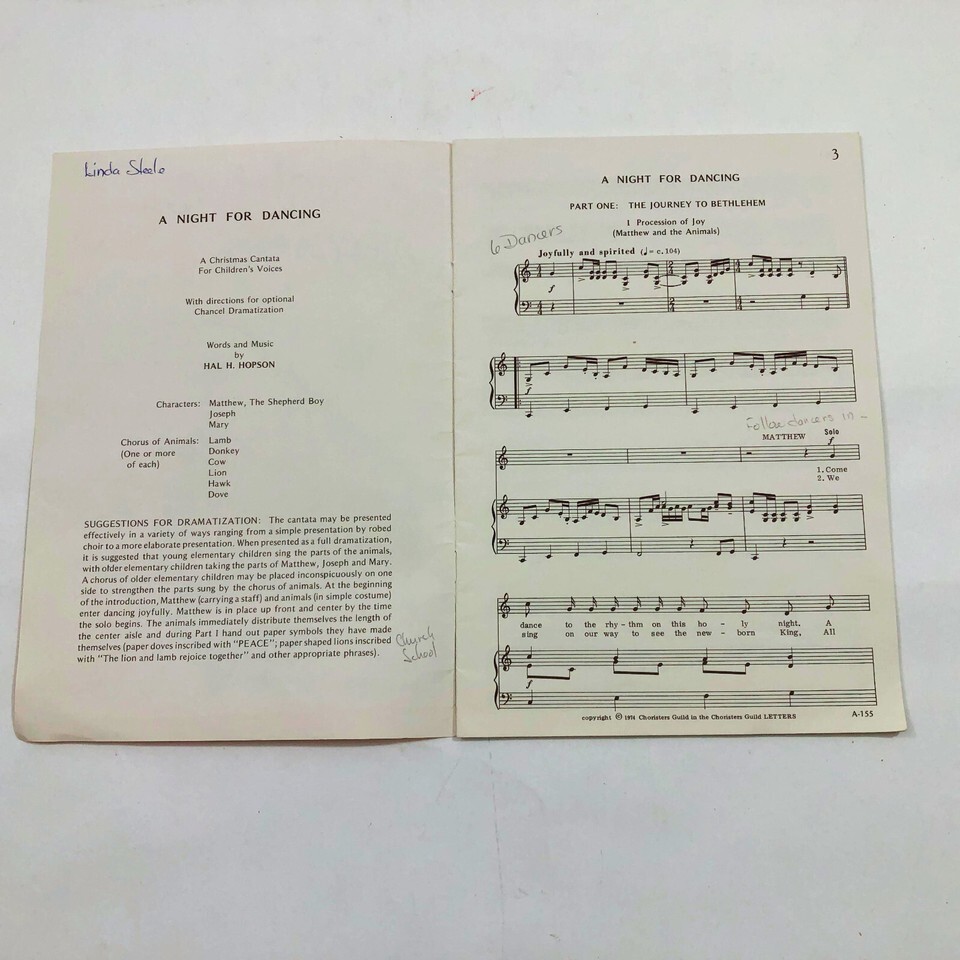 Linda Steele
A NIGHT FOR DANCING
A Christmas Cantata
For Children's Voices
With directions for optional
Chancel Dramatization
Words and Music
by
HAL H. HOPSON
Characters: Matthew, The Shepherd Boy
Joseph
Mary
Chorus of Animals: Lamb
(One or more Donkey
of each) Cow
Lion
Hawk
Dove
SUGGESTIONS FOR DRAMATIZATION: The cantata may be presented
effectively in a variety of ways ranging from a simple presentation by robed
choir to a more elaborate presentation. When presented as a full dramatization,
it is suggested that young elementary children sing the parts of the animals,
with older elementary children taking the parts of Matthew, Joseph and Mary.
A chorus of older elementary children may be placed inconspicuously on one
side to strengthen the parts sung by the chorus of animals. At the beginning
of the introduction, Matthew (carrying a staff) and animals (in simple costume)
enter dancing joyfully. Matthew is in place up front and center by the time
the solo begins. The animals immediately distribute themselves the length of
the center aisle and during Part I hand out paper symbols they have made
themselves (paper doves inscribed with "PEACE"; paper shaped lions inscribed
with "The lion and lamb rejoice together" and other appropriate phrases).
Church
School
3
A NIGHT FOR DANCING
PART ONE: THE JOURNEY TO BETHLEHEM
1 Procession of Joy
(Matthew and the Animals)
6 Dancers
Joyfully and spirited (♩= c. 104)
f
f
Follow dancers in
MATTHEW Solo
f
1. Come
2. We
dance to the rhy - thm on this ho - ly night, A
sing on our way to see the new - born King, All
f
copyright © 1974 Choristers Guild in the Choristers Guild LETTERS
A-155